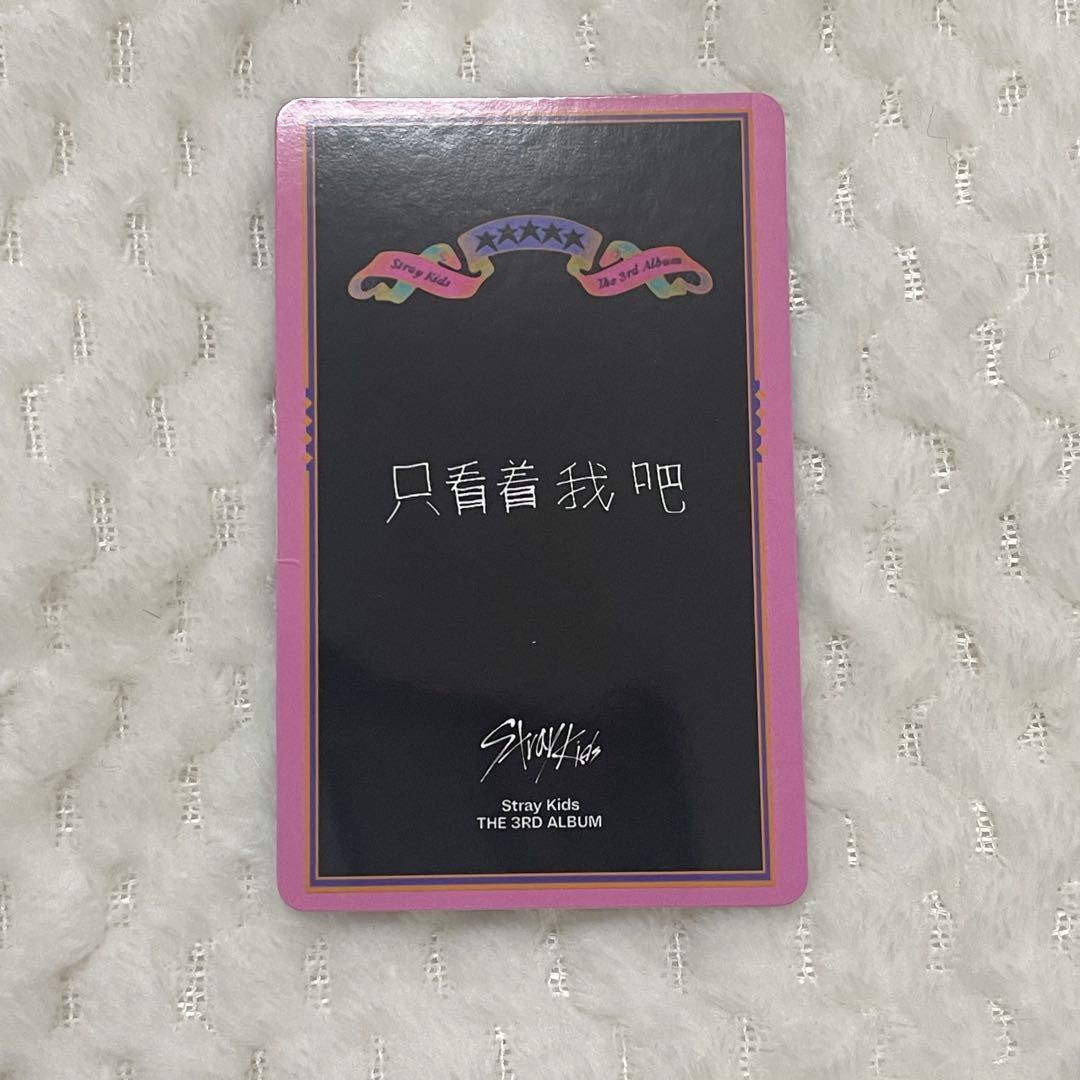 Stray Kids
The 3rd Album
只看着我吧
Stray Kids
Stray Kids
THE 3RD ALBUM